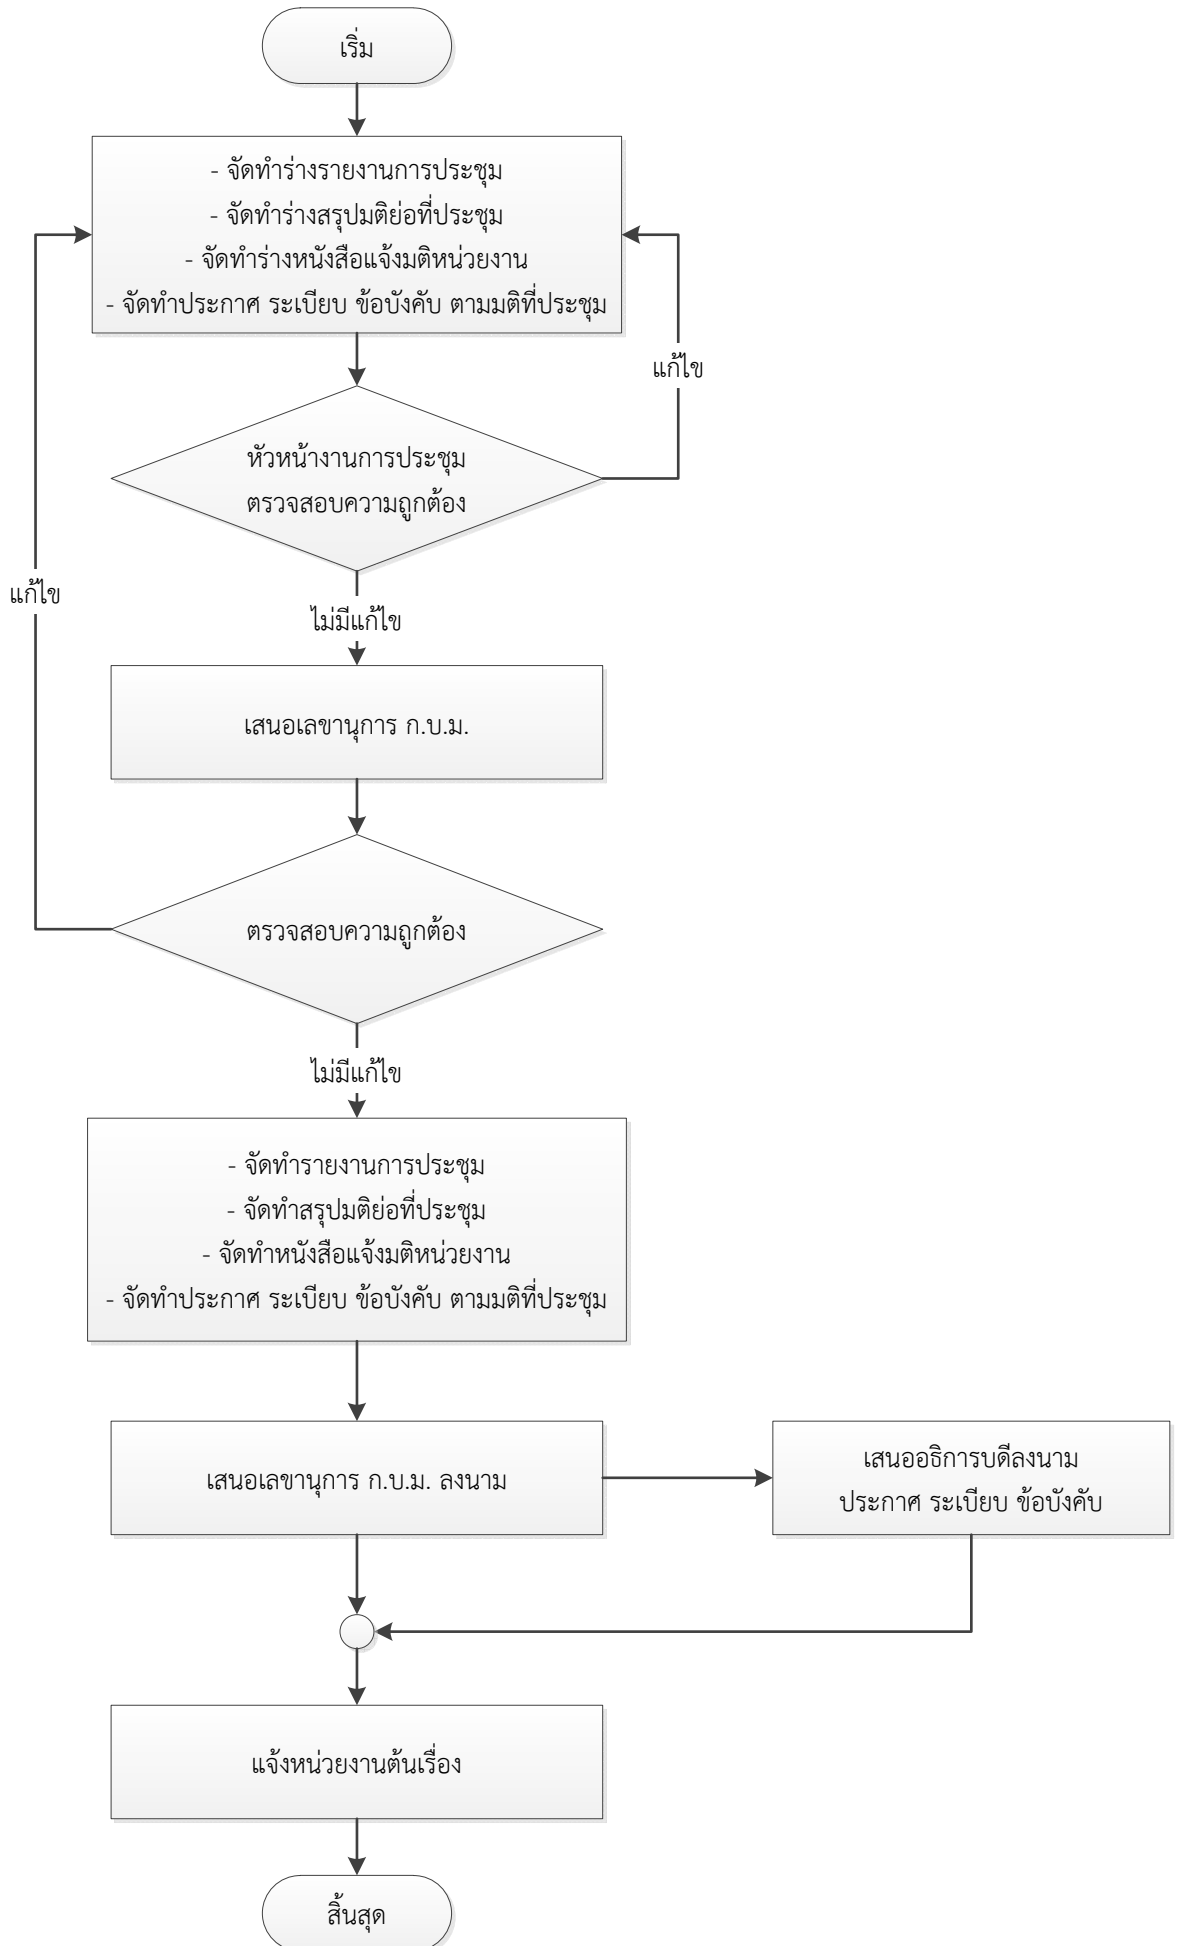 เริ่ม
- จัดทำร่างรายงานการประชุม
- จัดทำร่างสรุปมติย่อที่ประชุม
- จัดทำร่างหนังสือแจ้งมติหน่วยงาน
- จัดทำประกาศ ระเบียบ ข้อบังคับ ตามมติที่ประชุม
แก้ไข
หัวหน้างานการประชุม
ตรวจสอบความถูกต้อง
แก้ไข
ไม่มีแก้ไข
เสนอเลขานุการ ก.บ.ม.
ตรวจสอบความถูกต้อง
ไม่มีแก้ไข
- จัดทำรายงานการประชุม
- จัดทำสรุปมติย่อที่ประชุม
- จัดทำหนังสือแจ้งมติหน่วยงาน
- จัดทำประกาศ ระเบียบ ข้อบังคับ ตามมติที่ประชุม
เสนอเลขานุการ ก.บ.ม. ลงนาม
เสนออธิการบดีลงนาม
ประกาศ ระเบียบ ข้อบังคับ
แจ้งหน่วยงานต้นเรื่อง
สิ้นสุด